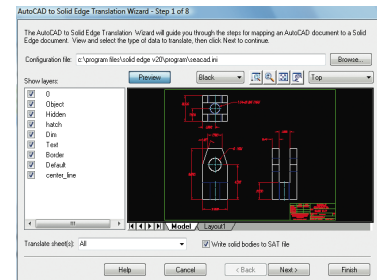 AutoCAD to Solid Edge Translation Wizard - Step 1 of 8
The AutoCAD to Solid Edge Translation Wizard will guide you through the steps for mapping an AutoCAD document to a Solid
Edge document. View and select the type of data to translate, then click Next to continue.
Configuration file: c:\program files\solid edge v20\program\seacad.ini Browse...
Show layers: Preview Black Top
0
Object
Hidden
hatch
Dim
Text
Border
Default
center_line
Model Layout1
Translate sheet(s): All Write solid bodies to SAT file
Help Cancel < Back Next > Finish